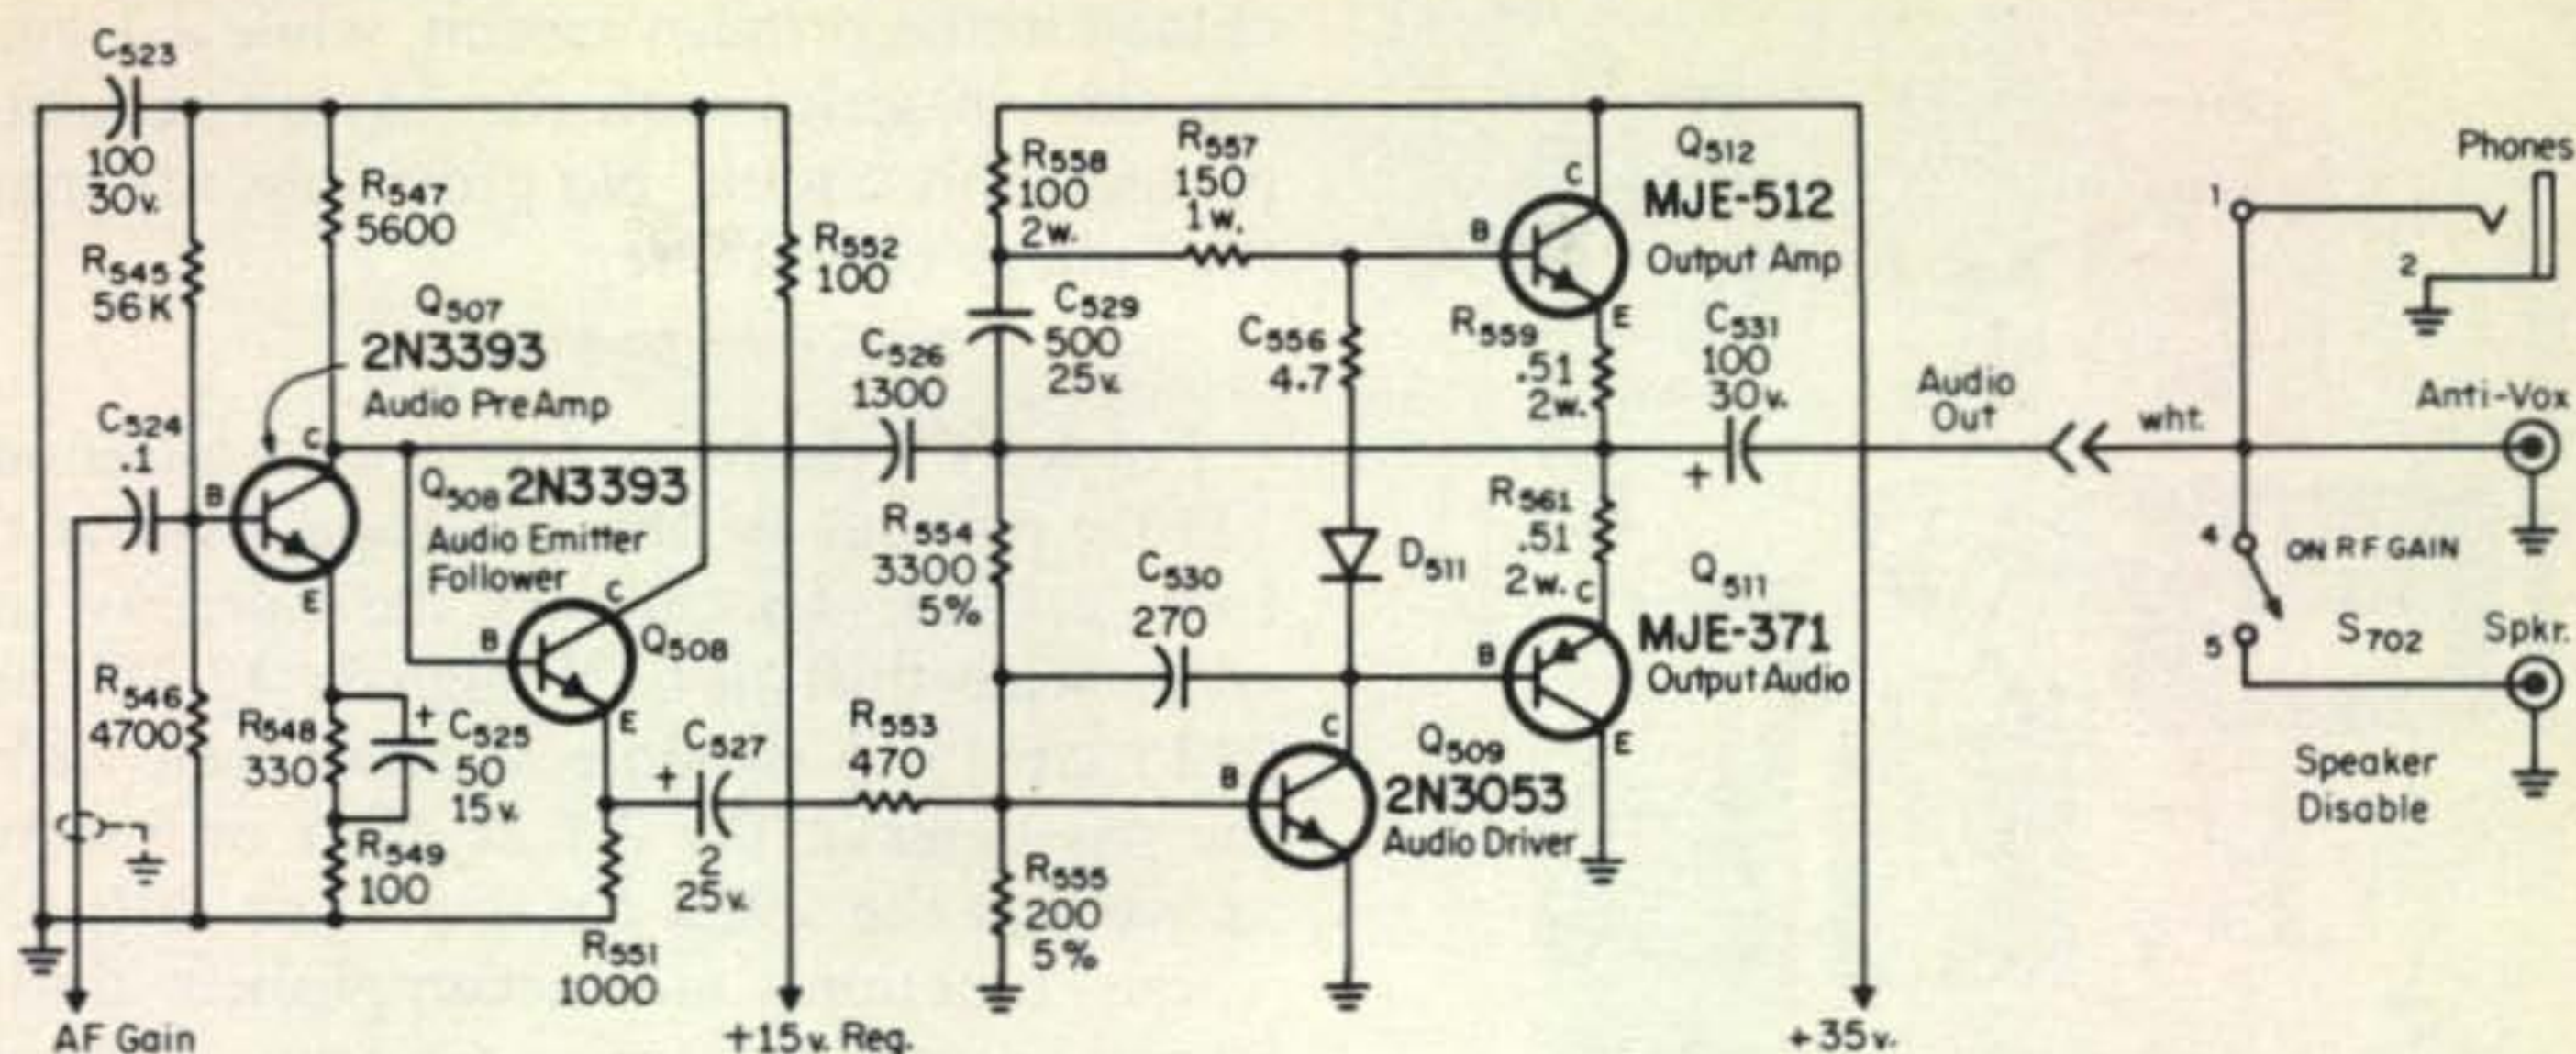 C523
100
30v.
R545
56K
C524
.1
R546
4700
AF Gain
R547
5600
Q507
2N3393
Audio PreAmp
B
C
E
R548
330
+
C525
50
15v.
R549
100
Q508 2N3393
Audio Emitter
Follower
B
C
E
Q508
R551
1000
R552
100
+
C527
2
25v.
+15v. Reg.
C526
1300
R553
470
R558
100
2w.
R557
150
1w.
C529
500
25v.
R554
3300
5%
R555
200
5%
C530
270
C556
4.7
D511
B
C
Q509
2N3053
Audio Driver
Q512
MJE-512
Output Amp
B
C
E
R559
.51
2w.
C531
100
30v.
+
R561
.51
2w.
Q511
MJE-371
Output Audio
B
C
E
+35v.
Audio
Out
wht.
Phones
1
2
Anti-Vox
4
ON RF GAIN
5
S702
Spkr.
Speaker
Disable